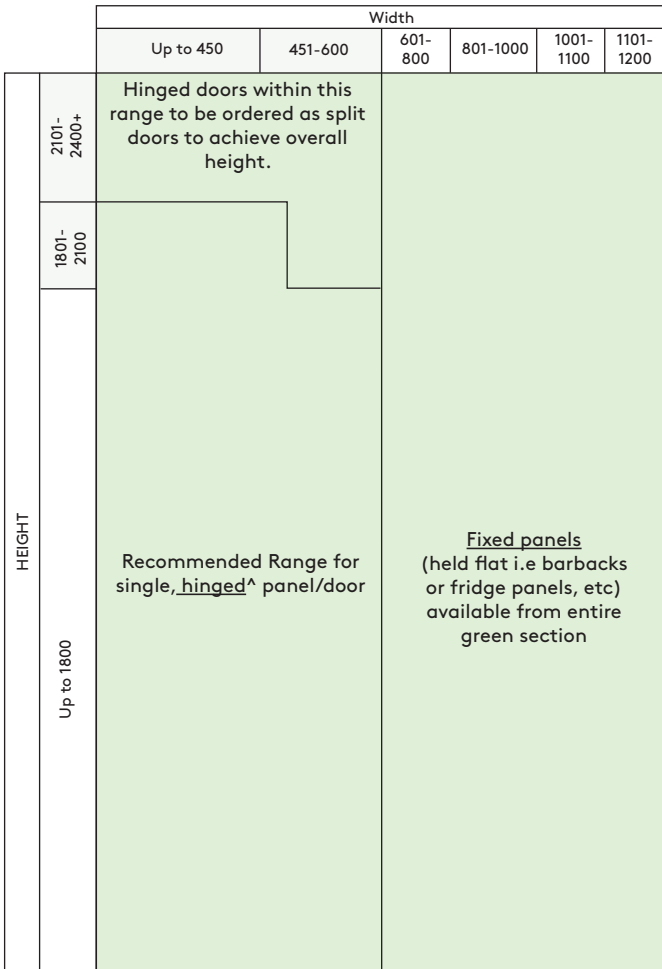 Width
Up to 450
451-600
601-
800
801-1000
1001-
1100
1101-
1200
HEIGHT
2101-
2400+
Hinged doors within this
range to be ordered as split
doors to achieve overall
height.
1801-
2100
Up to 1800
Recommended Range for
single, hinged^ panel/door
Fixed panels
(held flat i.e barbacks
or fridge panels, etc)
available from entire
green section